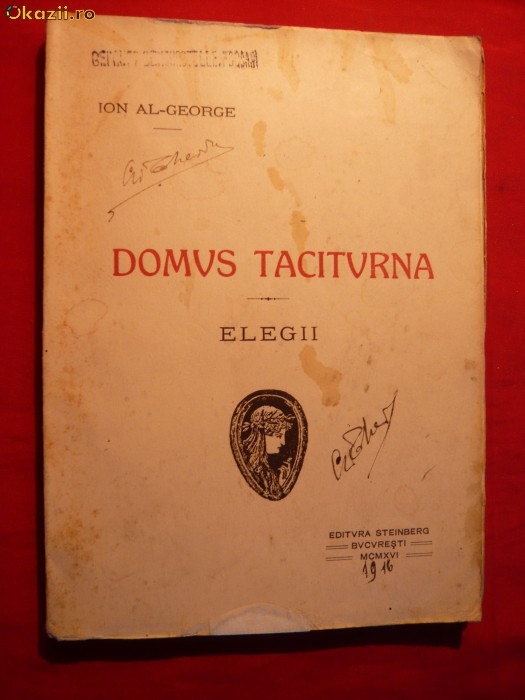 Okazii.ro
ION AL-GEORGE
DOMVS TACITVRNA
ELEGII
EDITVRA STEINBERG
BVCVREȘTI
MCMXVI
1916